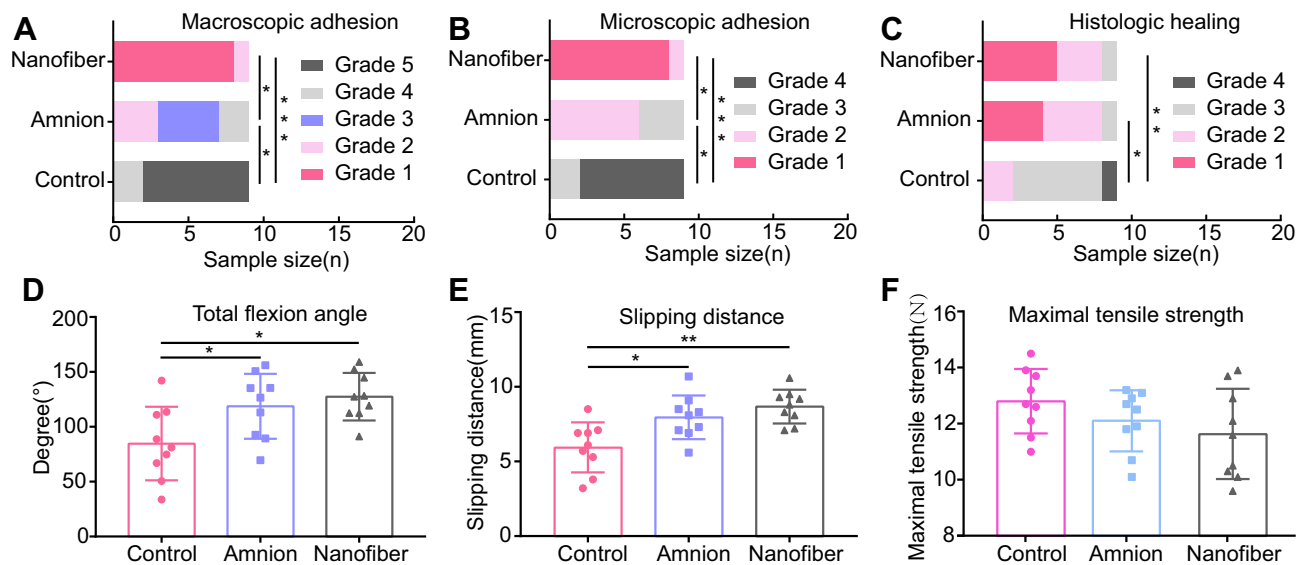 A
Macroscopic adhesion
Nanofiber
Amnion
Control
*
*
*
*
*
Grade 5
Grade 4
Grade 3
Grade 2
Grade 1
0 5 10 15 20
Sample size(n)
B
Microscopic adhesion
Nanofiber
Amnion
Control
*
*
*
*
*
Grade 4
Grade 3
Grade 2
Grade 1
0 5 10 15 20
Sample size(n)
C
Histologic healing
Nanofiber
Amnion
Control
*
*
*
Grade 4
Grade 3
Grade 2
Grade 1
0 5 10 15 20
Sample size(n)
D
Total flexion angle
Degree(°)
200
150
100
50
0
*
*
Control Amnion Nanofiber
E
Slipping distance
Slipping distance(mm)
15
10
5
0
**
*
Control Amnion Nanofiber
F
Maximal tensile strength
Maximal tensile strength(N)
16
14
12
10
8
Control Amnion Nanofiber